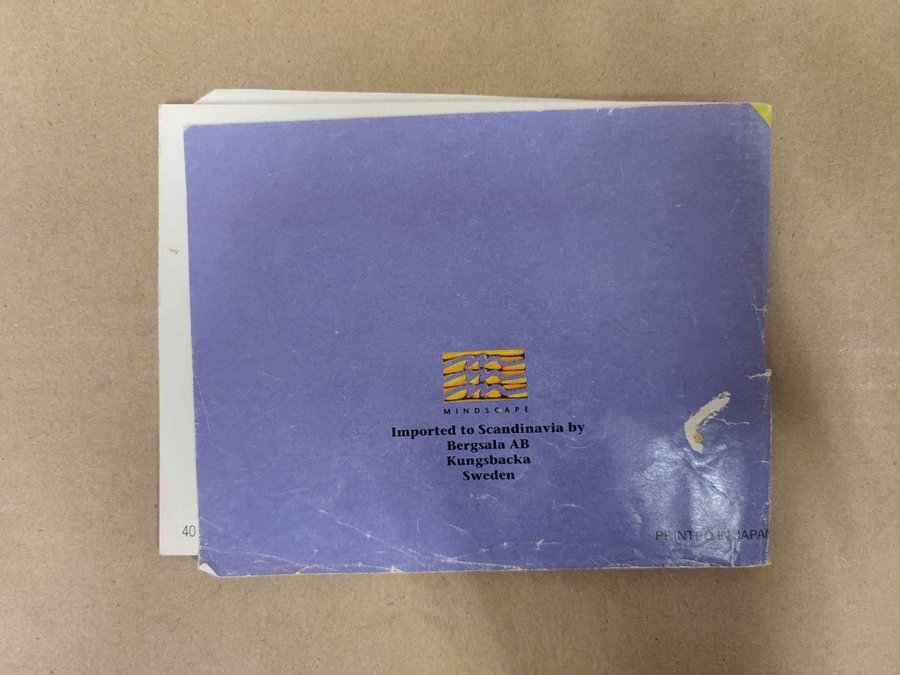 MINDSCAPE
Imported to Scandinavia by
Bergsala AB
Kungsbacka
Sweden
40
PRINTED IN JAPAN